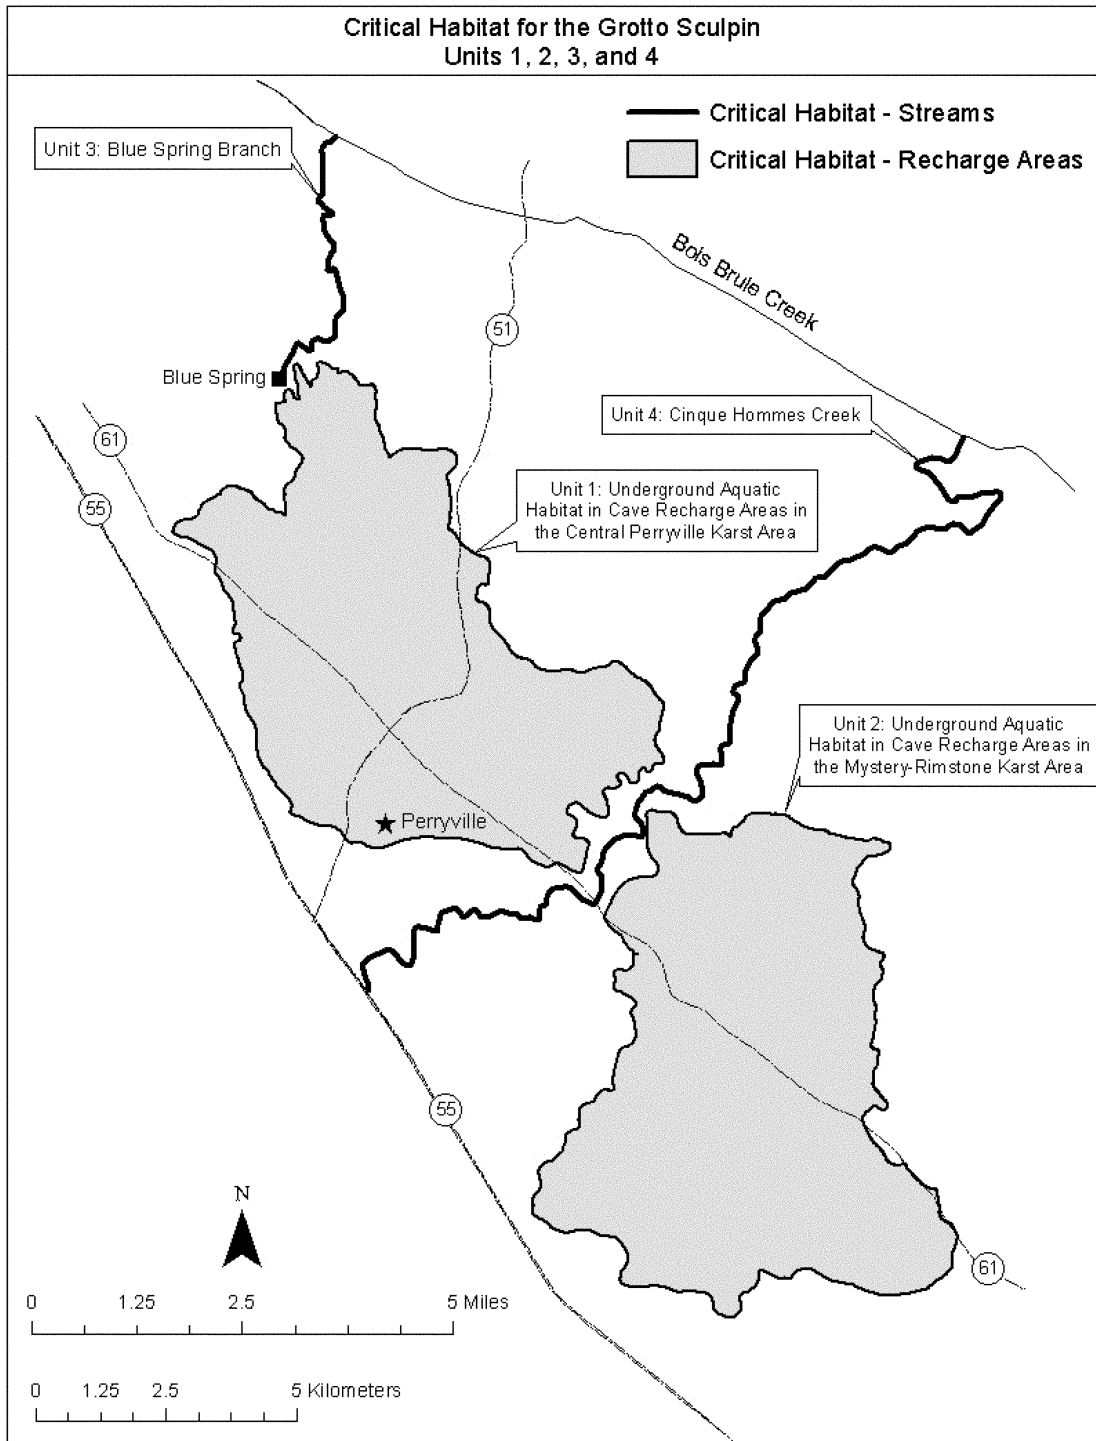 Critical Habitat for the Grotto Sculpin
Units 1, 2, 3, and 4
Critical Habitat - Streams
Critical Habitat - Recharge Areas
Unit 3: Blue Spring Branch
Bois Brule Creek
51
Blue Spring
Unit 4: Cinque Hommes Creek
61
55
Unit 1: Underground Aquatic
Habitat in Cave Recharge Areas in
the Central Perryville Karst Area
Unit 2: Underground Aquatic
Habitat in Cave Recharge Areas in
the Mystery-Rimstone Karst Area
Perryville
55
61
N
0 1.25 2.5 5 Miles
0 1.25 2.5 5 Kilometers